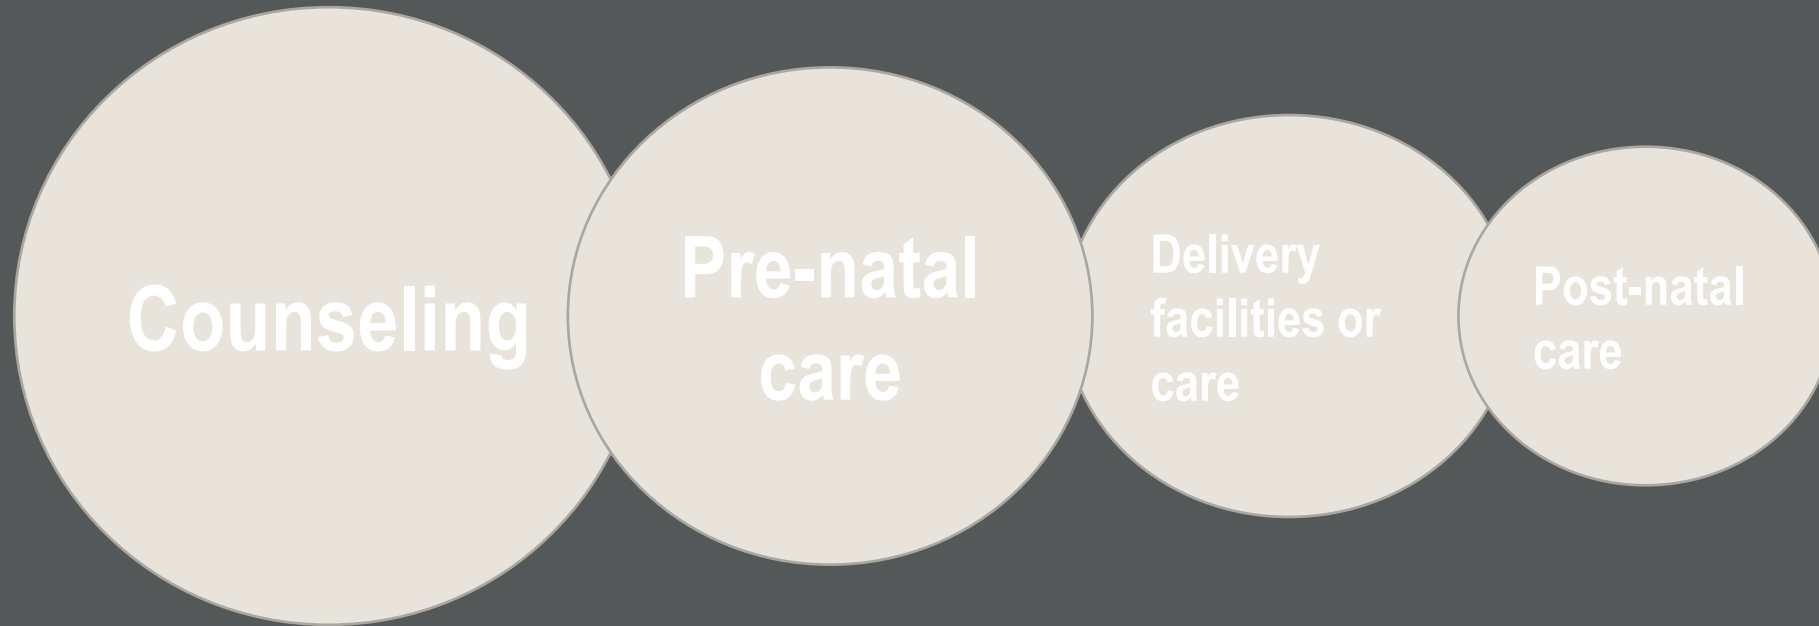 Counseling
Pre-natal
care
Delivery
facilities or
care
Post-natal
care